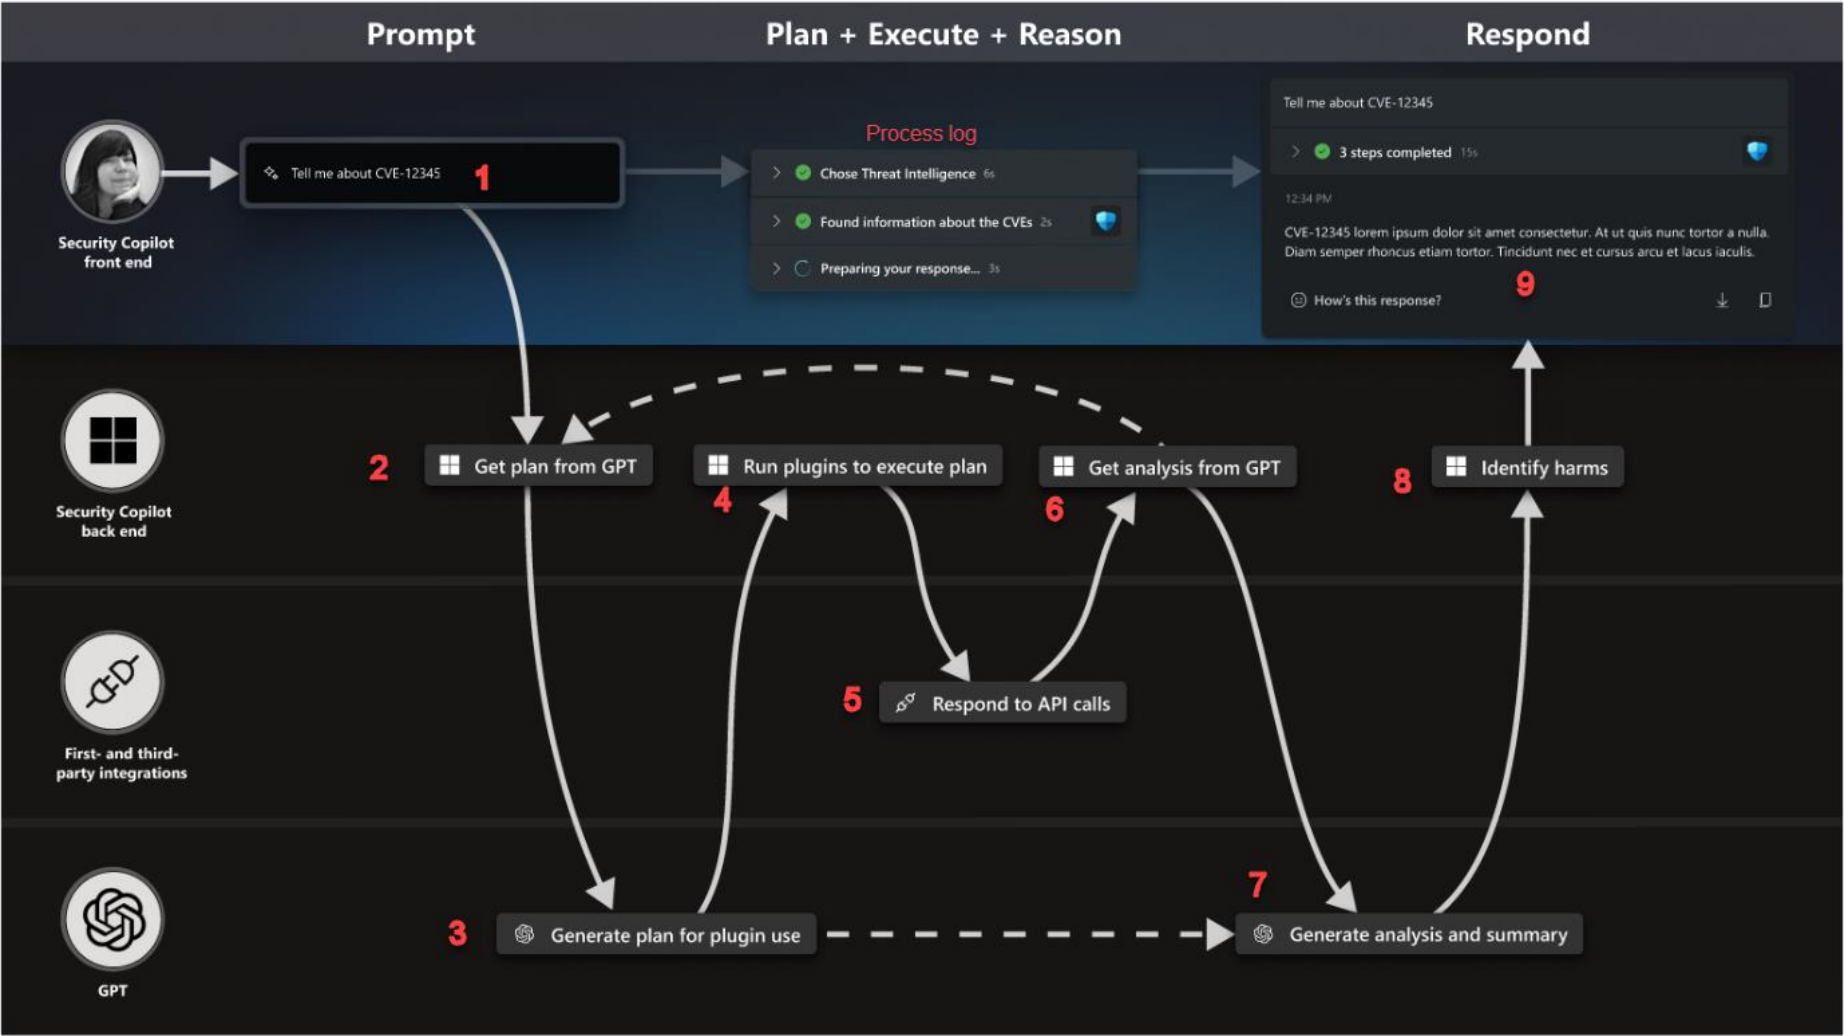 Prompt
Plan + Execute + Reason
Respond
Security Copilot
front end
Tell me about CVE-12345
1
Process log
Chose Threat Intelligence 6s
Found information about the CVEs 2s
Preparing your response... 3s
Tell me about CVE-12345
3 steps completed 15s
12:34 PM
CVE-12345 lorem ipsum dolor sit amet consectetur. At ut quis nunc tortor a nulla.
Diam semper rhoncus etiam tortor. Tincidunt nec et cursus arcu et lacus iaculis.
9
How's this response?
Security Copilot
back end
2
Get plan from GPT
Run plugins to execute plan
4
Get analysis from GPT
6
8
Identify harms
First- and third-
party integrations
5
Respond to API calls
GPT
3
Generate plan for plugin use
7
Generate analysis and summary